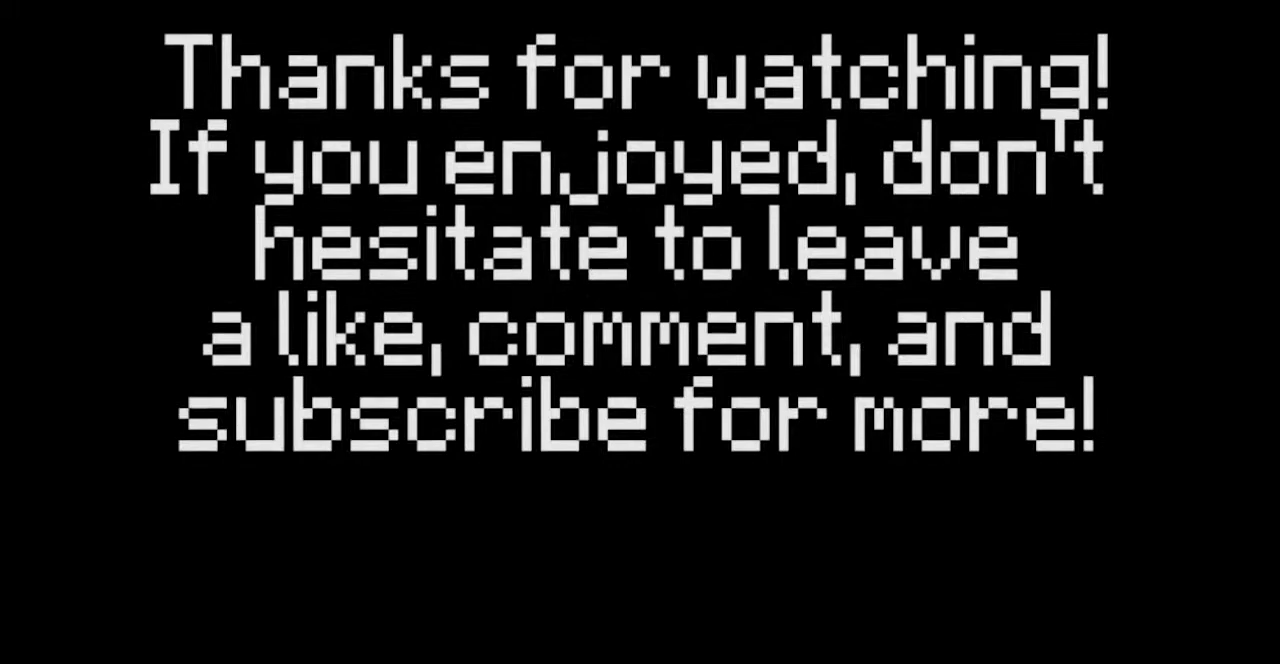 Thanks for watching!
If you enjoyed, don't
hesitate to leave
a like, comment, and
subscribe for more!